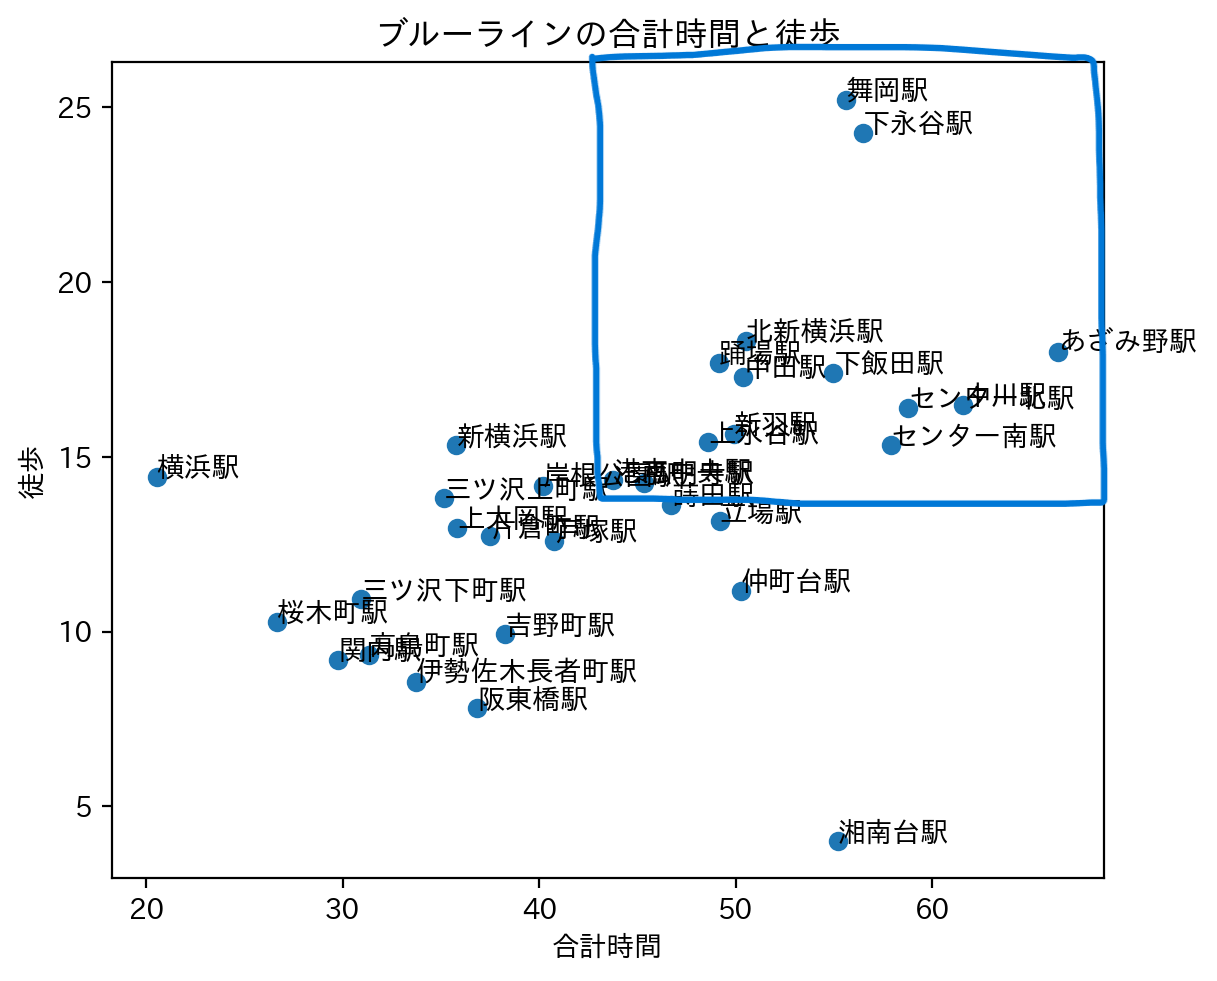 ブルーラインの合計時間と徒歩
25
舞岡駅
下永谷駅
20
北新横浜駅
踊場駅
中田駅
下飯田駅
あざみ野駅
センター北駅
中川駅
新羽駅
上永谷駅
センター南駅
15
新横浜駅
横浜駅
三ツ沢上町駅
蒔田駅
立場駅
上大岡駅
片倉町駅
戸塚駅
仲町台駅
三ツ沢下町駅
桜木町駅
10
吉野町駅
関内駅
高島町駅
伊勢佐木長者町駅
阪東橋駅
5
湘南台駅
20
30
40
50
60
合計時間
徒歩